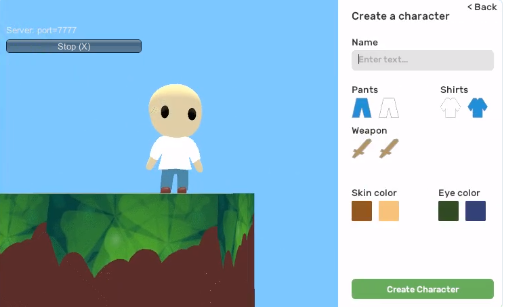 < Back
Server: port=7777
Stop (X)
Create a character
Name
Enter text...
Pants
Shirts
Weapon
Skin color
Eye color
Create Character